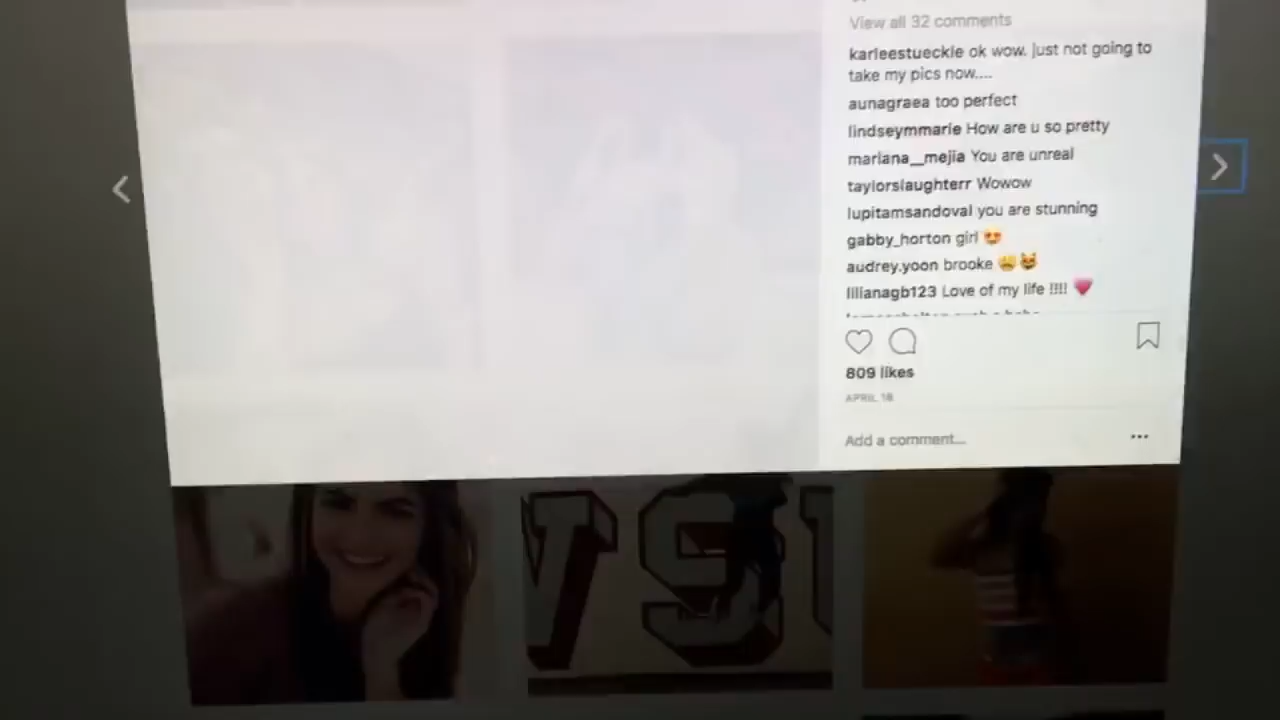 View all 32 comments
karleestueckle ok wow. just not going to
take my pics now....
aunagraea too perfect
lindseymmarie How are u so pretty
mariana__mejia You are unreal
taylorslaughterr Wowow
lupitamsandoval you are stunning
gabby_horton girl 😍
audrey.yoon brooke 😩😻
lilianagb123 Love of my life !!!! ❤️
809 likes
APRIL 18
Add a comment...